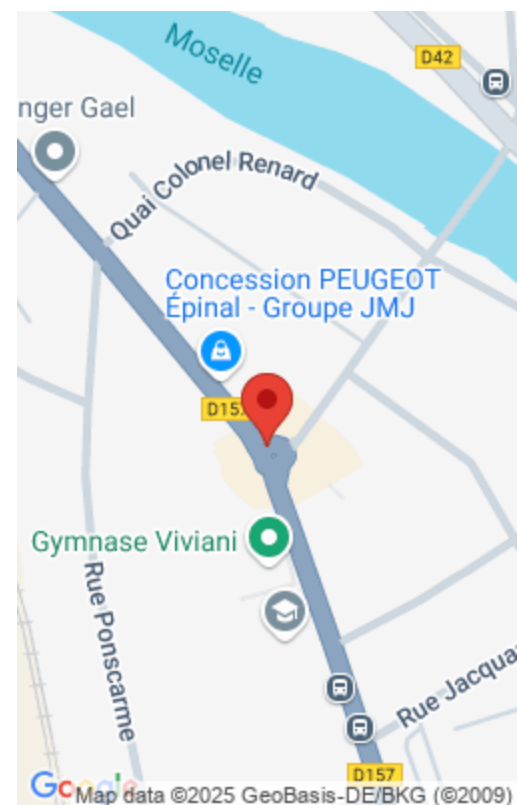 Moselle
D42
nger Gael
Quai Colonel Renard
Concession PEUGEOT
Épinal - Groupe JMJ
D15
Gymnase Viviani
Rue Ponscarme
Rue Jacqua
D157
Google
Map data ©2025 GeoBasis-DE/BKG (©2009)